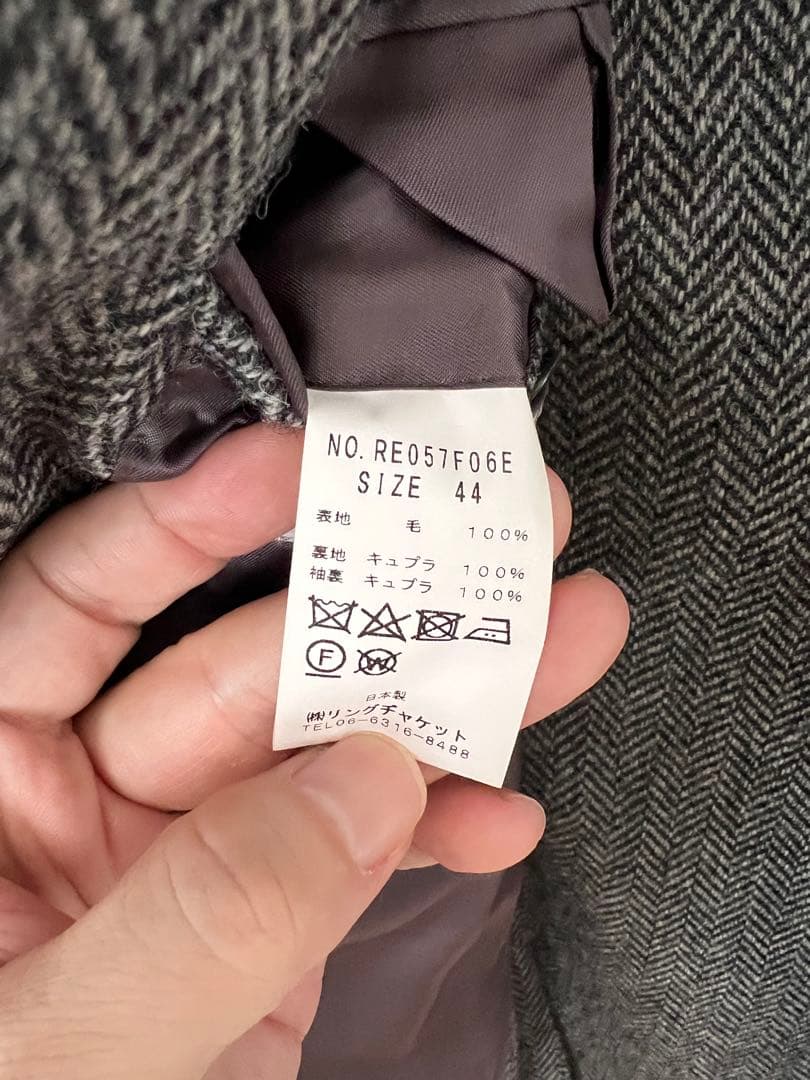 NO. RE057F06E
SIZE 44
表地 毛 100%
裏地 キュプラ 100%
袖裏 キュプラ 100%
F W
日本製
(株)リングヂャケット
TEL06-6316-8488